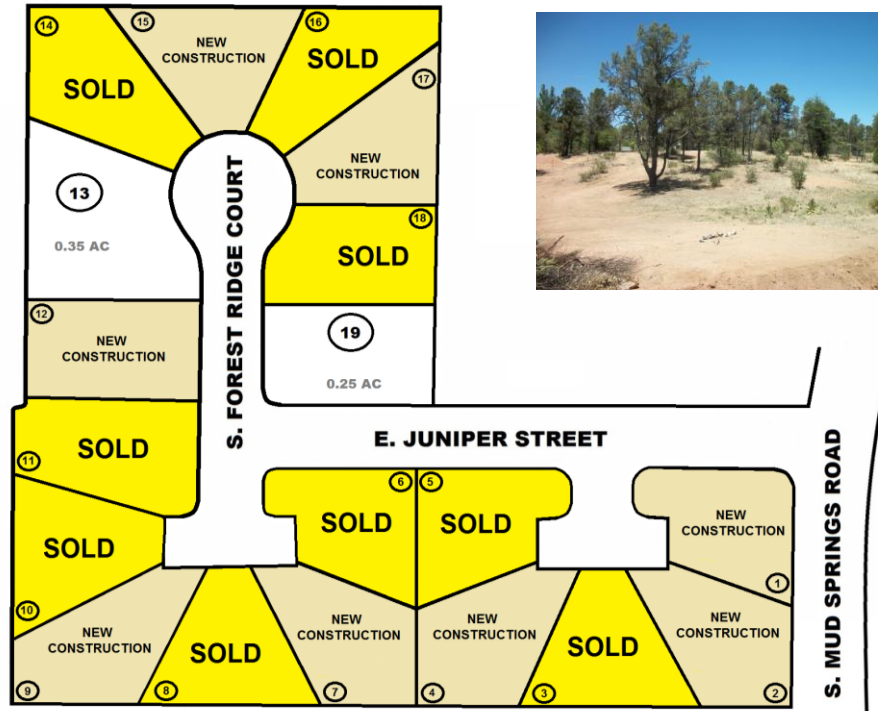 14
SOLD
15
NEW
CONSTRUCTION
16
SOLD
17
NEW
CONSTRUCTION
13
0.35 AC
18
SOLD
12
NEW
CONSTRUCTION
19
0.25 AC
S. FOREST RIDGE COURT
E. JUNIPER STREET
S. MUD SPRINGS ROAD
11
SOLD
10
SOLD
6
SOLD
5
SOLD
NEW
CONSTRUCTION
1
NEW
CONSTRUCTION
9
SOLD
8
NEW
CONSTRUCTION
7
NEW
CONSTRUCTION
4
SOLD
3
NEW
CONSTRUCTION
2